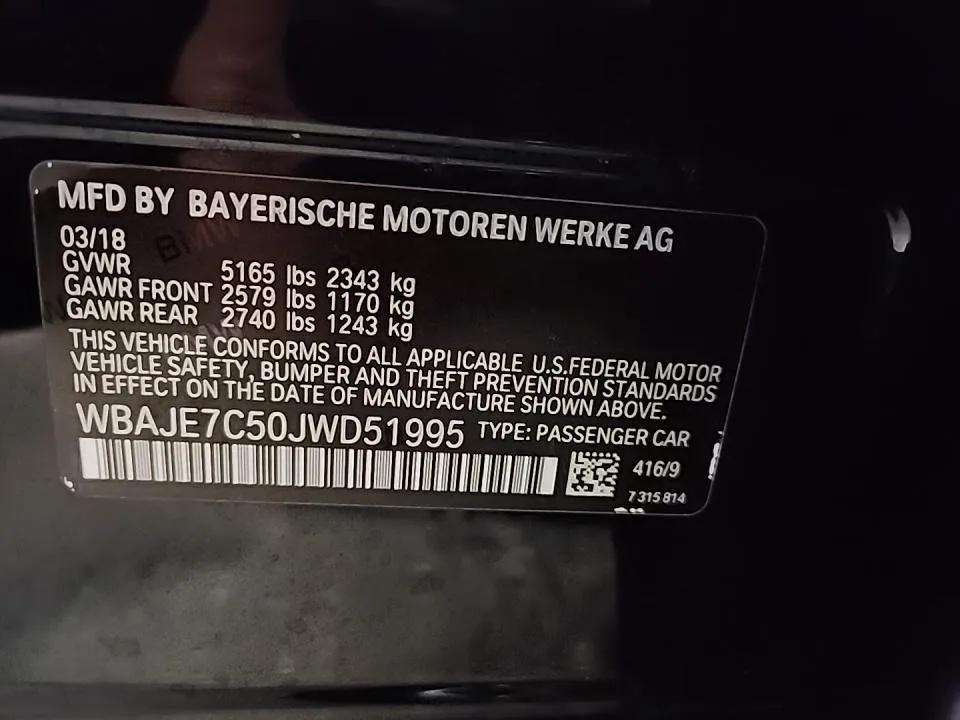 MFD BY BAYERISCHE MOTOREN WERKE AG
03/18
GVWR 5165 lbs 2343 kg
GAWR FRONT 2579 lbs 1170 kg
GAWR REAR 2740 lbs 1243 kg
THIS VEHICLE CONFORMS TO ALL APPLICABLE U.S.FEDERAL MOTOR
VEHICLE SAFETY, BUMPER AND THEFT PREVENTION STANDARDS
IN EFFECT ON THE DATE OF MANUFACTURE SHOWN ABOVE.
WBAJE7C50JWD51995 TYPE: PASSENGER CAR
416/9
7 315 814